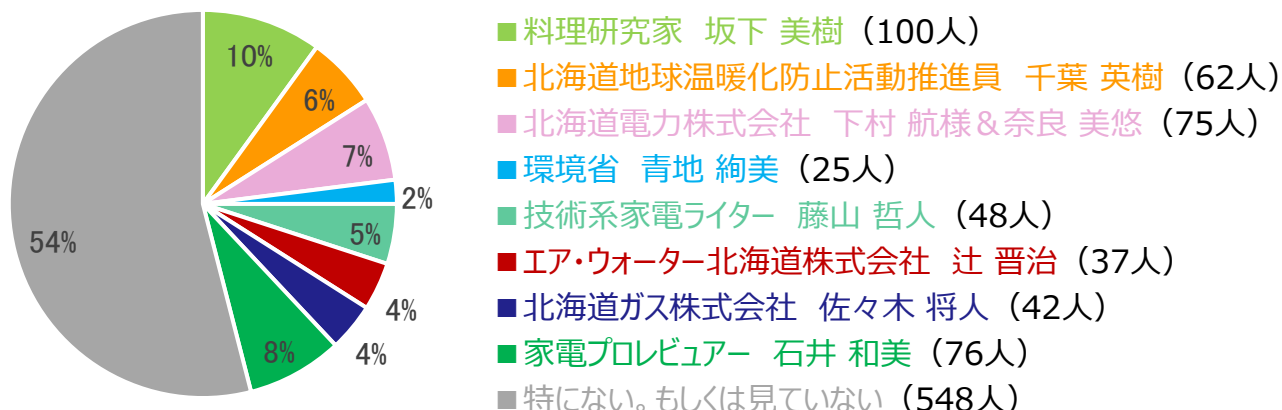 10%
6%
7%
2%
5%
4%
4%
8%
54%
料理研究家　坂下 美樹（100人）
北海道地球温暖化防止活動推進員　千葉 英樹（62人）
北海道電力株式会社　下村 航様＆奈良 美悠（75人）
環境省　青地 絢美（25人）
技術系家電ライター　藤山 哲人（48人）
エア・ウォーター北海道株式会社　辻 晋治（37人）
北海道ガス株式会社　佐々木 将人（42人）
家電プロレビュアー　石井 和美（76人）
特にない。もしくは見ていない（548人）